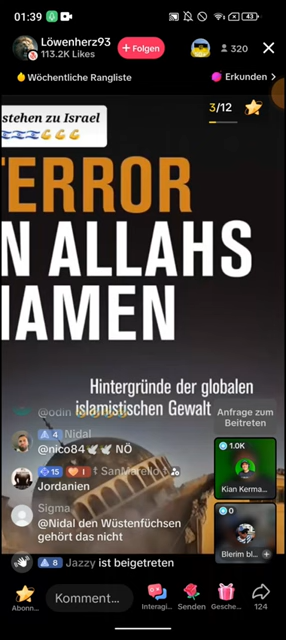 01:39
43
Löwenherz93
113.2K Likes
+ Folgen
320
Wöchentliche Rangliste
Erkunden >
stehen zu Israel
3/12
TERROR
N ALLAHS
NAMEN
Hintergründe der globalen
islamistischen Gewalt
@odin
Anfrage zum
Beitreten
4 Nidal
@nico84🕊️🕊️ NÖ
15 1 t SanMarello t
Jordanien
1.0K
Kian Kerma...
Sigma
@Nidal den Wüstenfüchsen
gehört das nicht
0
Blerim bl...
8 Jazzy ist beigetreten
Abonn...
Komment...
Interagi...
Senden
Gesche...
124